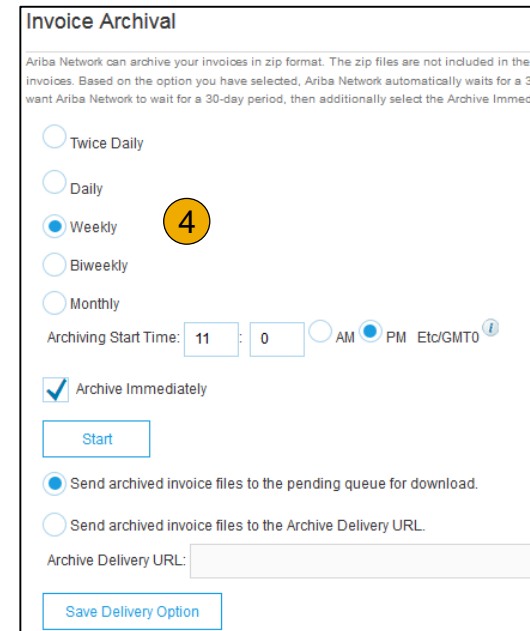 Invoice Archival
Ariba Network can archive your invoices in zip format. The zip files are not included in the
invoices. Based on the option you have selected, Ariba Network automatically waits for a
want Ariba Network to wait for a 30-day period, then additionally select the Archive
Twice Daily
Daily
Weekly 4
Biweekly
Monthly
Archiving Start Time: 11 : 0 AM PM Etc/GMT0 i
Archive Immediately
Start
Send archived invoice files to the pending queue for download.
Send archived invoice files to the Archive Delivery URL.
Archive Delivery URL:
Save Delivery Option